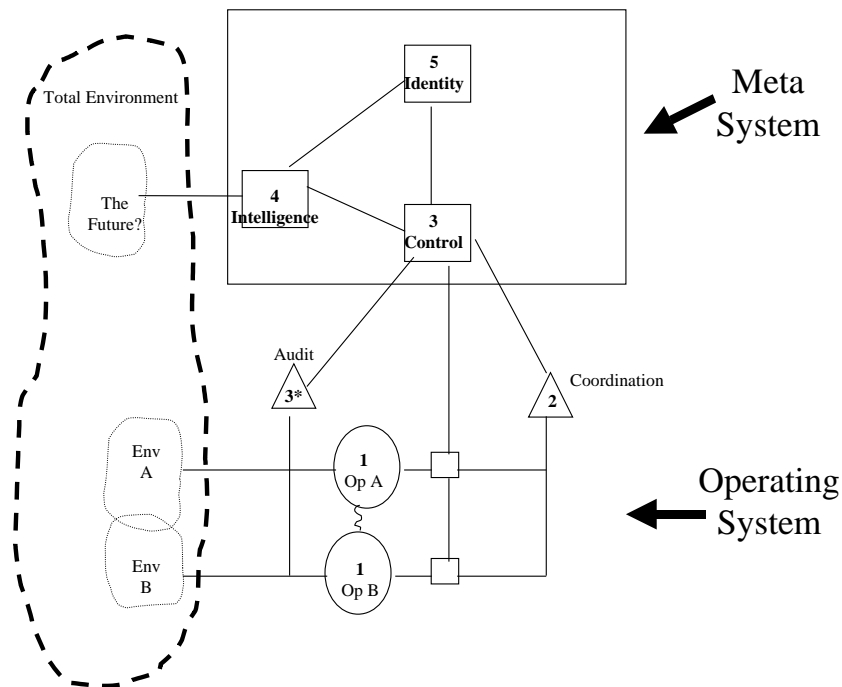 5
Identity
Meta
System
Total Environment
4
Intelligence
The
Future?
3
Control
Audit
3*
Coordination
2
Env
A
1
Op A
Operating
System
Env
B
1
Op B